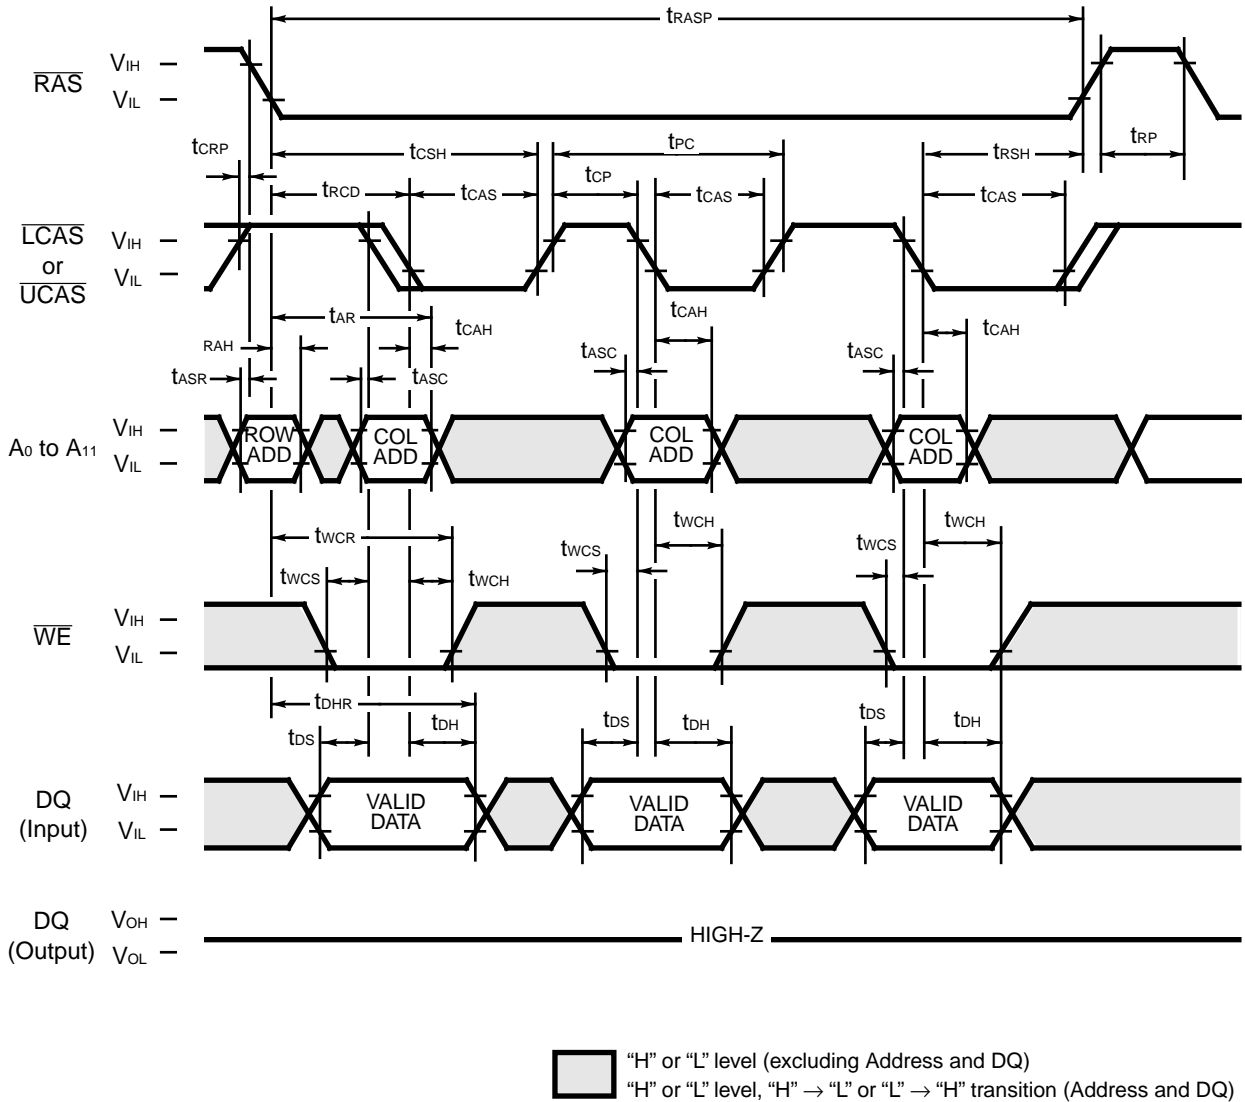 tRASP
RAS
VIH
VIL
tCRP
tCSH
tPC
tRSH
tRP
tRCD
tCAS
tCP
tCAS
tCAS
LCAS
or
UCAS
VIH
VIL
tAR
tCAH
tCAH
tCAH
RAH
tASR
tASC
tASC
tASC
A0 to A11
VIH
VIL
ROW
ADD
COL
ADD
COL
ADD
COL
ADD
tWCR
tWCH
tWCH
tWCS
tWCH
tWCS
tWCS
WE
VIH
VIL
tDHR
tDS
tDH
tDS
tDH
tDS
tDH
DQ
(Input)
VIH
VIL
VALID
DATA
VALID
DATA
VALID
DATA
DQ
(Output)
VOH
VOL
HIGH-Z
“H” or “L” level (excluding Address and DQ)
“H” or “L” level, “H” → “L” or “L” → “H” transition (Address and DQ)